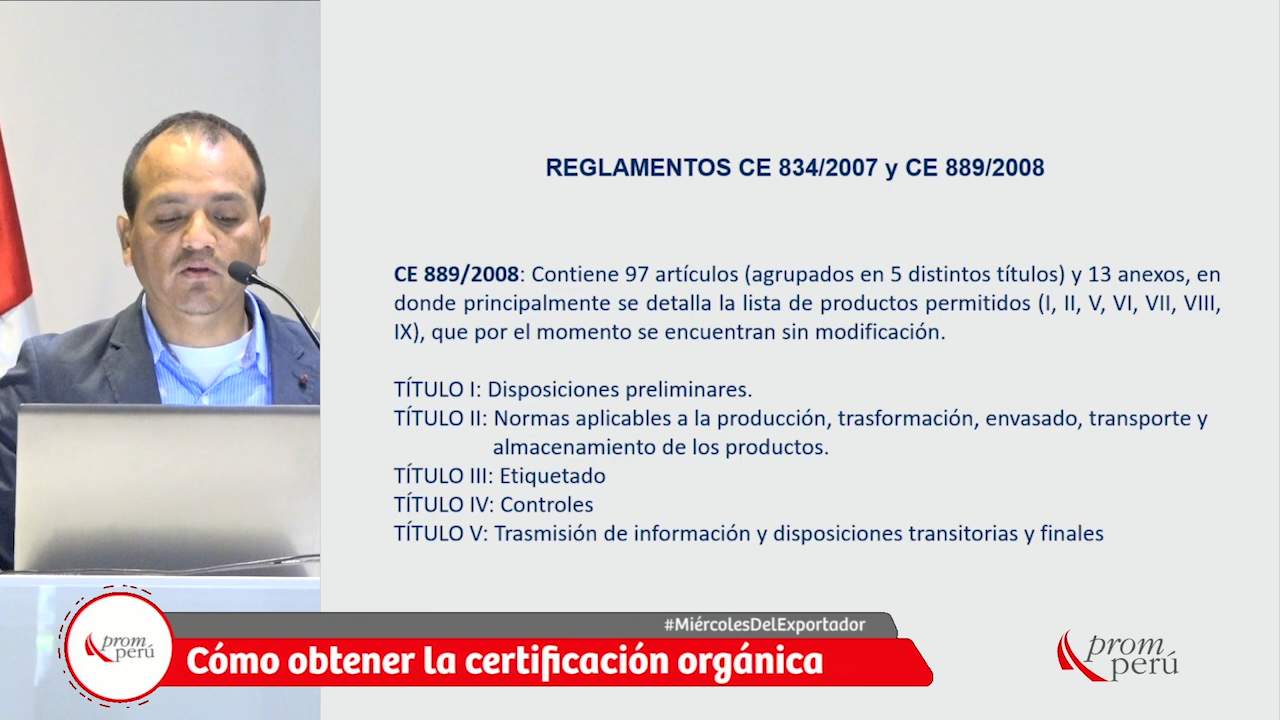 REGLAMENTOS CE 834/2007 y CE 889/2008
CE 889/2008: Contiene 97 artículos (agrupados en 5 distintos títulos) y 13 anexos, en
donde principalmente se detalla la lista de productos permitidos (I, II, V, VI, VII, VIII,
IX), que por el momento se encuentran sin modificación.
TÍTULO I: Disposiciones preliminares.
TÍTULO II: Normas aplicables a la producción, trasformación, envasado, transporte y
almacenamiento de los productos.
TÍTULO III: Etiquetado
TÍTULO IV: Controles
TÍTULO V: Trasmisión de información y disposiciones transitorias y finales
#MiércolesDelExportador
prom
perú
Cómo obtener la certificación orgánica
prom
perú